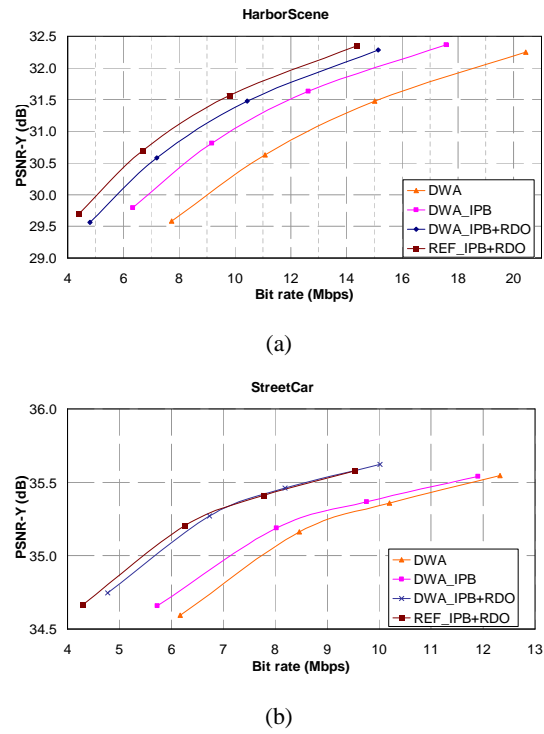 HarborScene
32.5
32.0
31.5
31.0
30.5
30.0
29.5
29.0
PSNR-Y (dB)
DWA
DWA_IPB
DWA_IPB+RDO
REF_IPB+RDO
4 6 8 10 12 14 16 18 20
Bit rate (Mbps)
(a)
StreetCar
36.0
35.5
35.0
34.5
PSNR-Y (dB)
DWA
DWA_IPB
DWA_IPB+RDO
REF_IPB+RDO
4 5 6 7 8 9 10 11 12 13
Bit rate (Mbps)
(b)